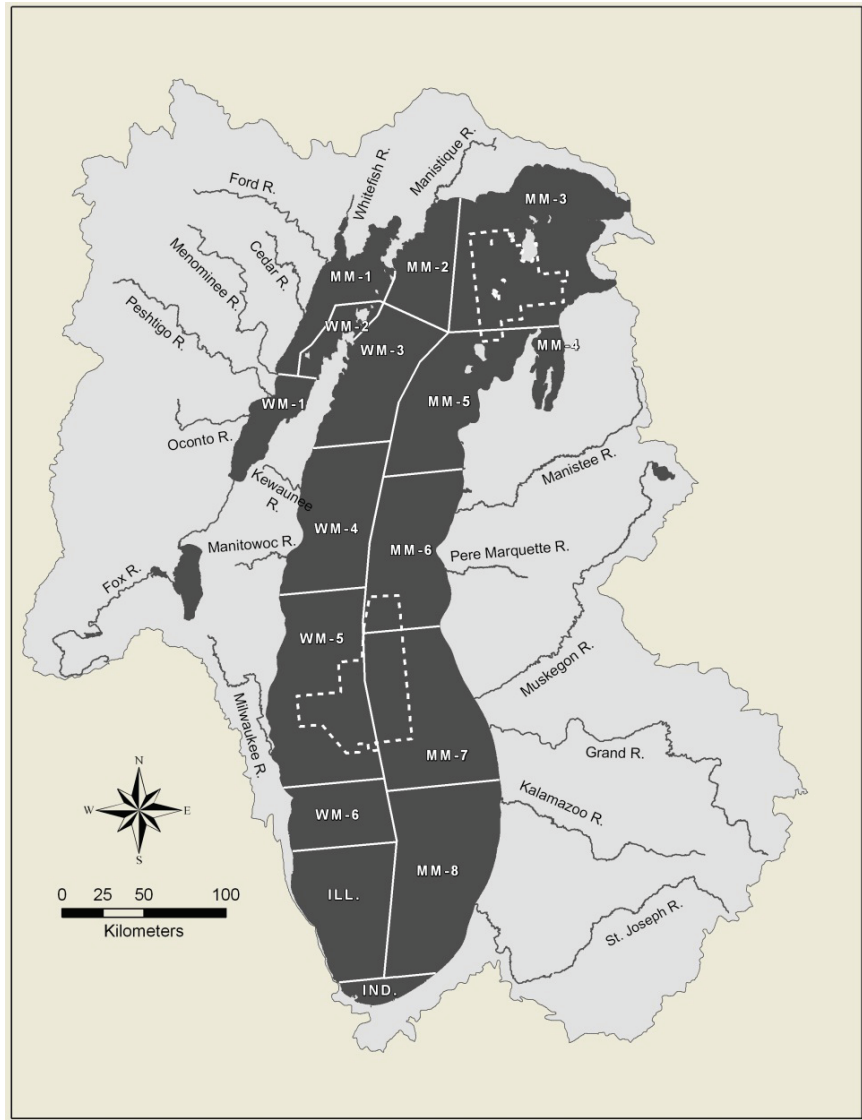 Manistique R.
Whitefish R.
Ford R.
MM-3
Cedar R.
Menominee R.
MM-1
MM-2
Peshtigo R.
WM-2
WM-3
MM-4
WM-1
MM-5
Oconto R.
Manistee R.
Kewaunee
R.
WM-4
Manitowoc R.
MM-6
Pere Marquette R.
Fox R.
WM-5
Muskegon R.
Milwaukee R.
MM-7
Grand R.
N
W
E
S
Kalamazoo R.
WM-6
MM-8
ILL.
0 25 50 100
Kilometers
St. Joseph R.
IND.